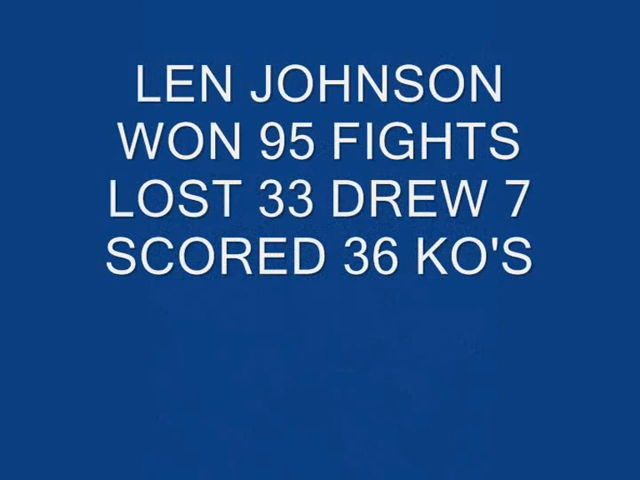 LEN JOHNSON
WON 95 FIGHTS
LOST 33 DREW 7
SCORED 36 KO'S